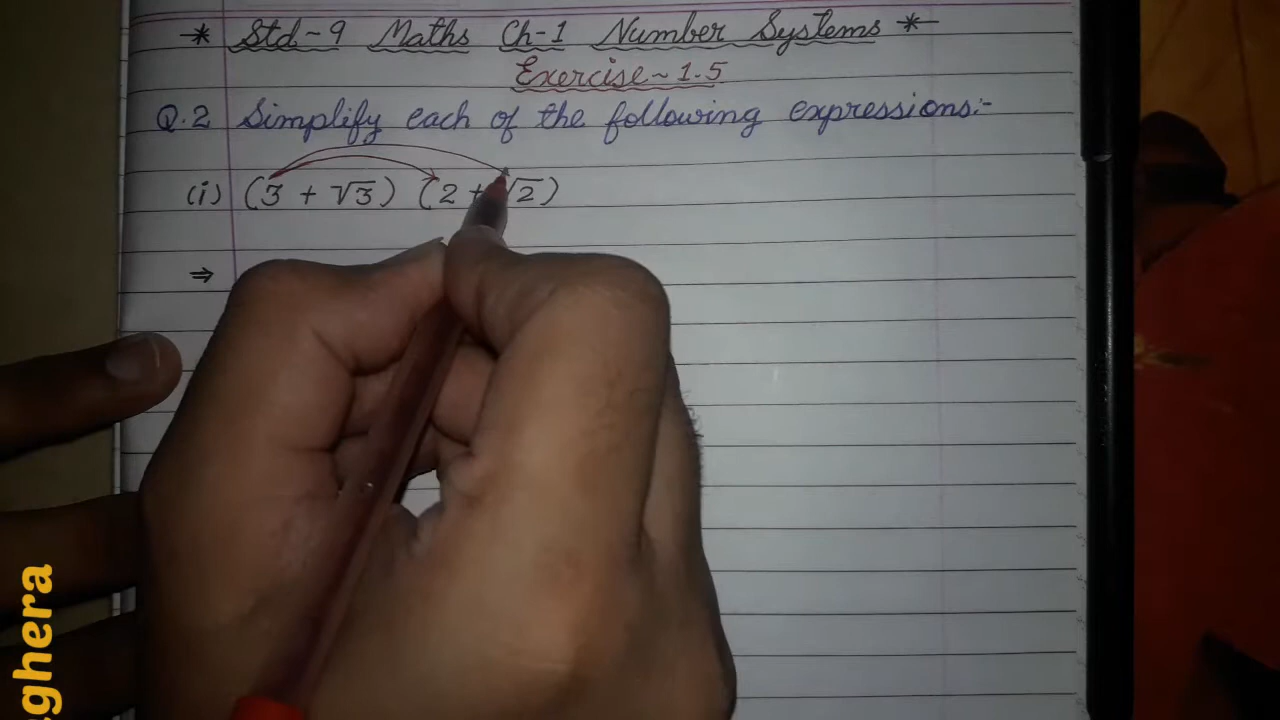 * Std-9 Maths Ch-1 Number Systems *
Exercise-1.5
Q.2 Simplify each of the following expressions:-
(i) (3 + √3) (2 + √2)
⇒
ghera